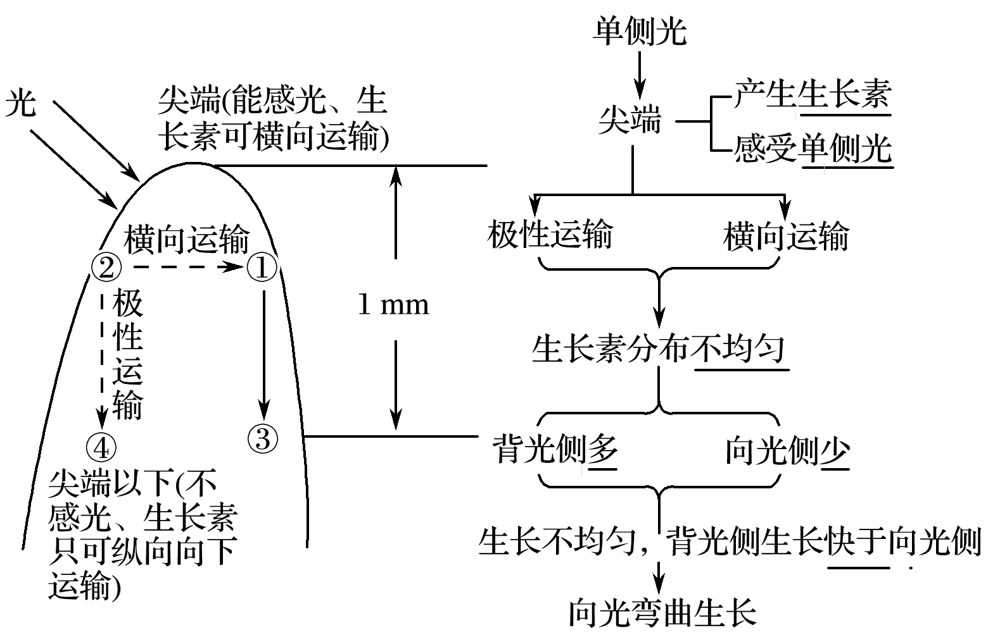 光
尖端(能感光、生
长素可横向运输)
横向运输
②
①
极性运输
1 mm
④
③
尖端以下(不
感光、生长素
只可纵向向下
运输)
单侧光
尖端
产生生长素
感受单侧光
极性运输
横向运输
生长素分布不均匀
背光侧多
向光侧少
生长不均匀，背光侧生长快于向光侧
向光弯曲生长